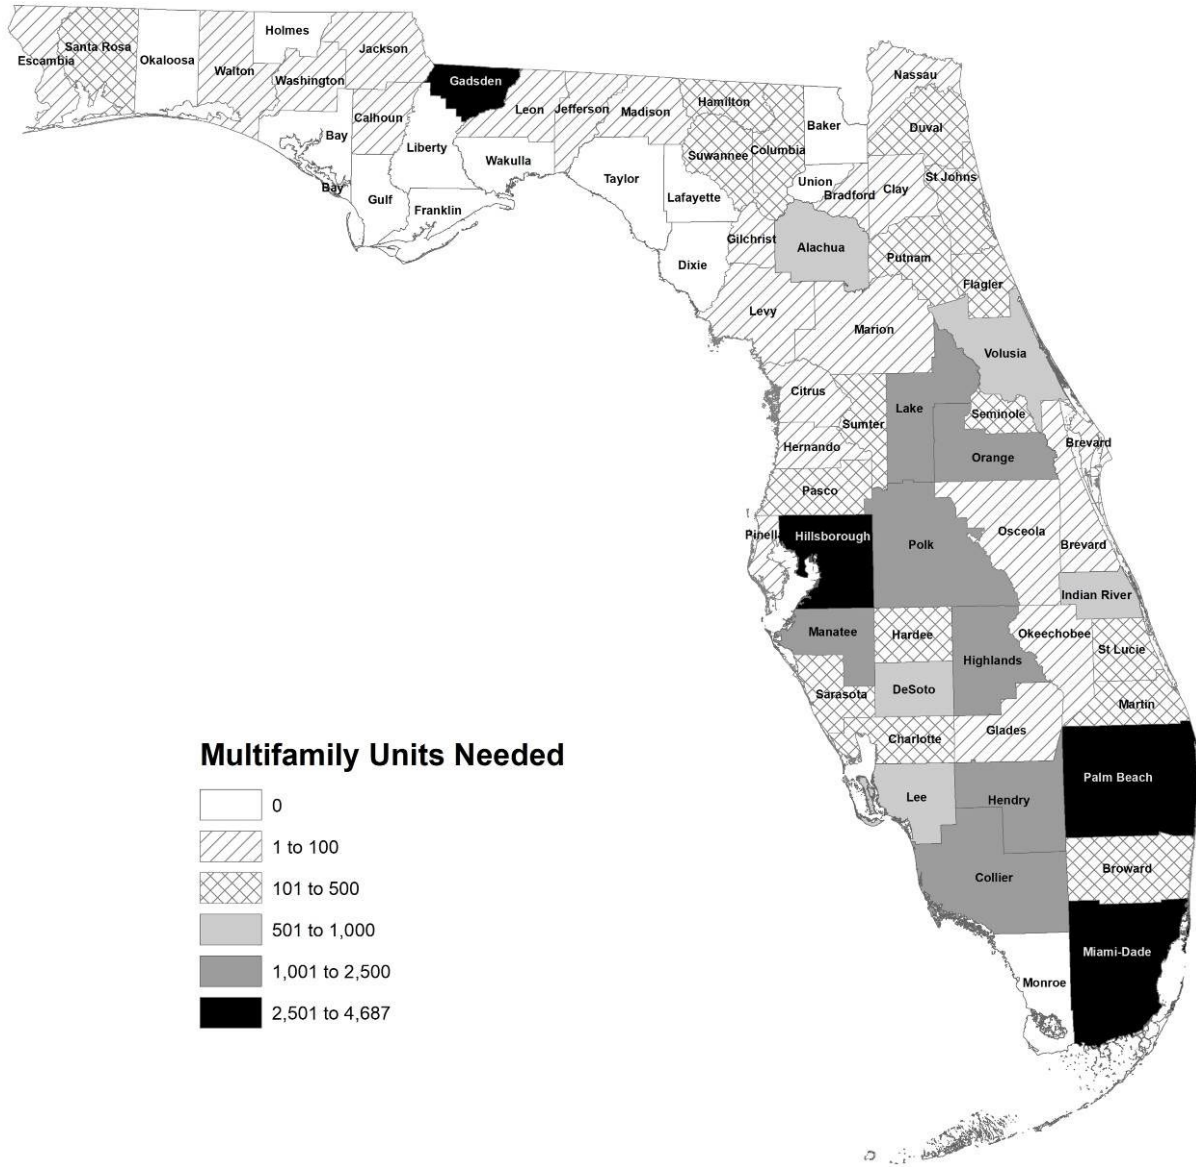 Holmes
Jackson
Santa Rosa
Escambia
Okaloosa
Walton
Washington
Gadsden
Nassau
Calhoun
Leon
Jefferson
Madison
Hamilton
Baker
Duval
Bay
Liberty
Wakulla
Suwannee
Columbia
Taylor
Union
Bradford
Clay
St Johns
Bay
Gulf
Franklin
Lafayette
Gilchrist
Alachua
Putnam
Dixie
Flagler
Levy
Marion
Volusia
Citrus
Lake
Seminole
Sumter
Hernando
Orange
Brevard
Pasco
Pinell
Hillsborough
Polk
Osceola
Brevard
Indian River
Manatee
Hardee
Okeechobee
Highlands
St Lucie
Sarasota
DeSoto
Martin
Charlotte
Glades
Palm Beach
Lee
Hendry
Broward
Collier
Miami-Dade
Monroe
Multifamily Units Needed
0
1 to 100
101 to 500
501 to 1,000
1,001 to 2,500
2,501 to 4,687